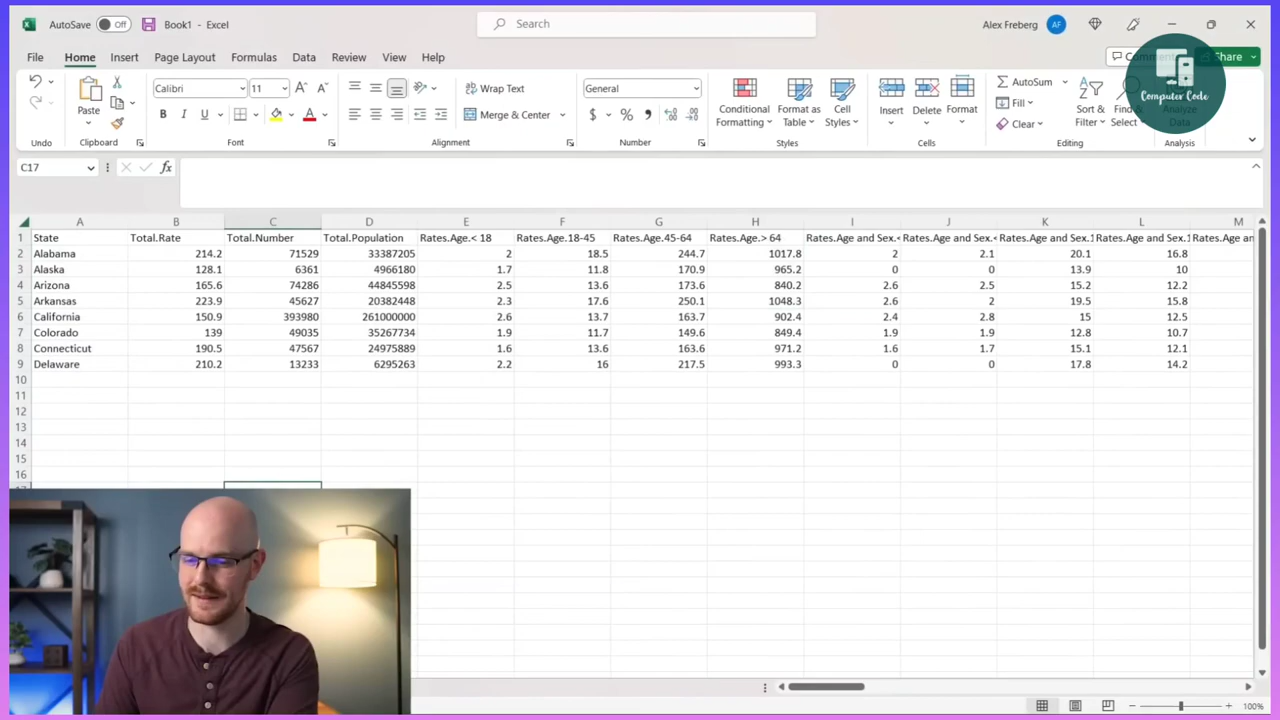 AutoSave Off Book1 - Excel Search Alex Freberg AF
File Home Insert Page Layout Formulas Data Review View Help Share
Computer Code
Paste Calibri 11 A A Wrap Text General Conditional Formatting Format as Table Cell Styles Insert Delete Format AutoSum Sort & Filter Find & Select Analyze Data
B I U A Merge & Center $ % Fill
Clear
Undo Clipboard Font Alignment Number Styles Cells Editing Analysis
C17 fx
A B C D E F G H I J K L M
1 State Total.Rate Total.Number Total.Population Rates.Age.< 18 Rates.Age.18-45 Rates.Age.45-64 Rates.Age.> 64 Rates.Age and Sex.< Rates.Age and Sex.< Rates.Age and Sex.1 Rates.Age and Sex.1 Rates.Age an
2 Alabama 214.2 71529 33387205 2 18.5 244.7 1017.8 2 2.1 20.1 16.8
3 Alaska 128.1 6361 4966180 1.7 11.8 170.9 965.2 0 0 13.9 10
4 Arizona 165.6 74286 44845598 2.5 13.6 173.6 840.2 2.6 2.5 15.2 12.2
5 Arkansas 223.9 45627 20382448 2.3 17.6 250.1 1048.3 2.6 2 19.5 15.8
6 California 150.9 393980 261000000 2.6 13.7 163.7 902.4 2.4 2.8 15 12.5
7 Colorado 139 49035 35267734 1.9 11.7 149.6 849.4 1.9 1.9 12.8 10.7
8 Connecticut 190.5 47567 24975889 1.6 13.6 163.6 971.2 1.6 1.7 15.1 12.1
9 Delaware 210.2 13233 6295263 2.2 16 217.5 993.3 0 0 17.8 14.2
10
11
12
13
14
15
16
100%